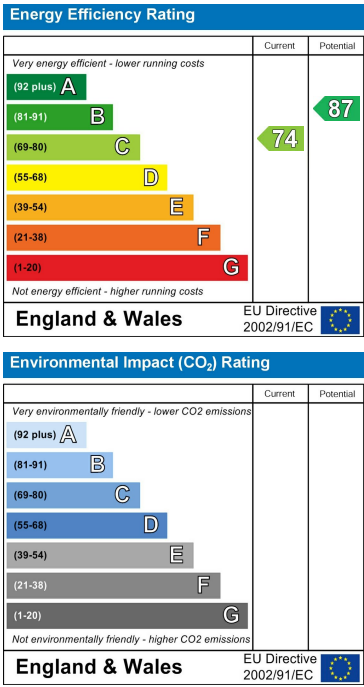 Energy Efficiency Rating
Current Potential
Very energy efficient - lower running costs
(92 plus) A
(81-91) B
(69-80) C
(55-68) D
(39-54) E
(21-38) F
(1-20) G
74
87
Not energy efficient - higher running costs
England & Wales
EU Directive
2002/91/EC
Environmental Impact (CO₂) Rating
Current Potential
Very environmentally friendly - lower CO2 emissions
(92 plus) A
(81-91) B
(69-80) C
(55-68) D
(39-54) E
(21-38) F
(1-20) G
Not environmentally friendly - higher CO2 emissions
England & Wales
EU Directive
2002/91/EC